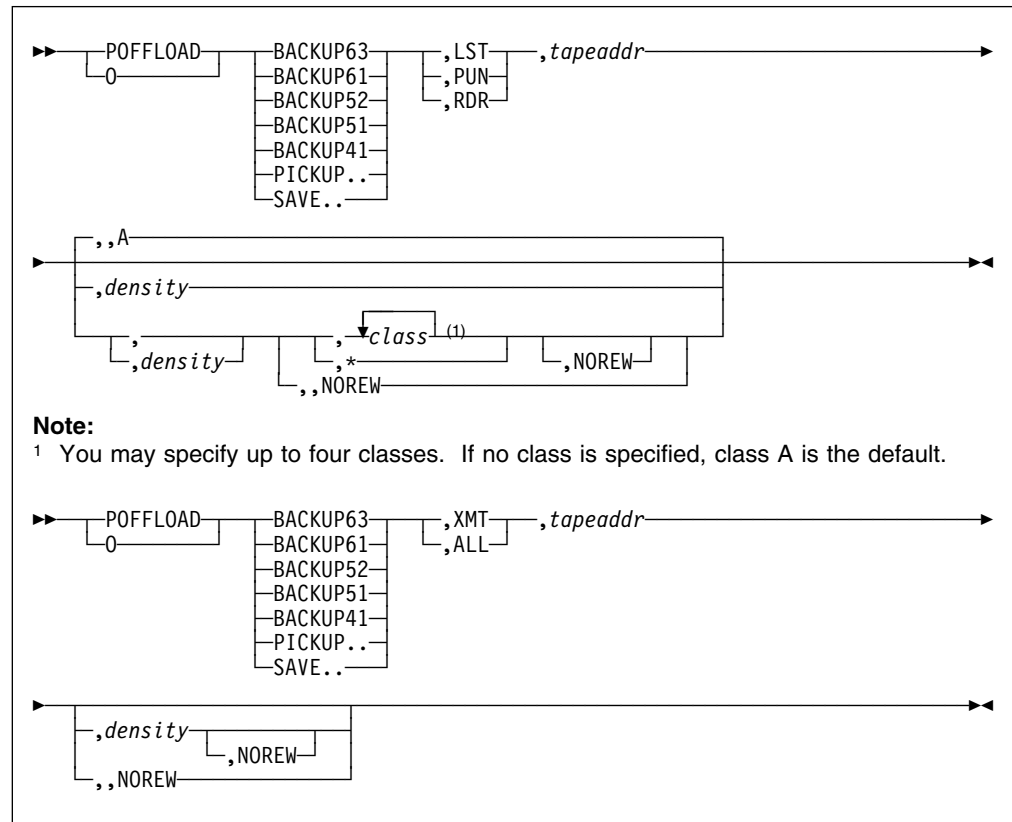 POFFLOAD BACKUP63 ,LST ,tapeaddr
O BACKUP61 ,PUN
BACKUP52 ,RDR
BACKUP51
BACKUP41
PICKUP..
SAVE..
,,A
,density
, , class (1)
,density ,* ,NOREW
,,NOREW
Note:
1 You may specify up to four classes. If no class is specified, class A is the default.
POFFLOAD BACKUP63 ,XMT ,tapeaddr
O BACKUP61 ,ALL
BACKUP52
BACKUP51
BACKUP41
PICKUP..
SAVE..
,density
,NOREW
,,NOREW